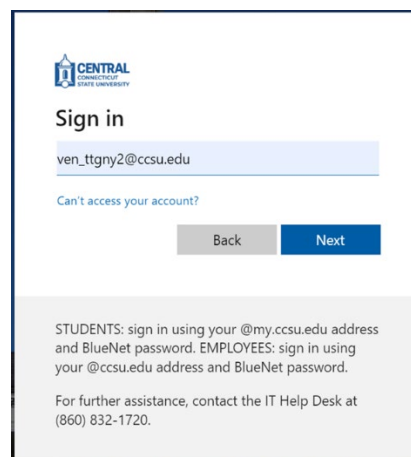 CENTRAL
CONNECTICUT
STATE UNIVERSITY
Sign in
ven_ttgny2@ccsu.edu
Can't access your account?
Back Next
STUDENTS: sign in using your @my.ccsu.edu address
and BlueNet password. EMPLOYEES: sign in using
your @ccsu.edu address and BlueNet password.
For further assistance, contact the IT Help Desk at
(860) 832-1720.